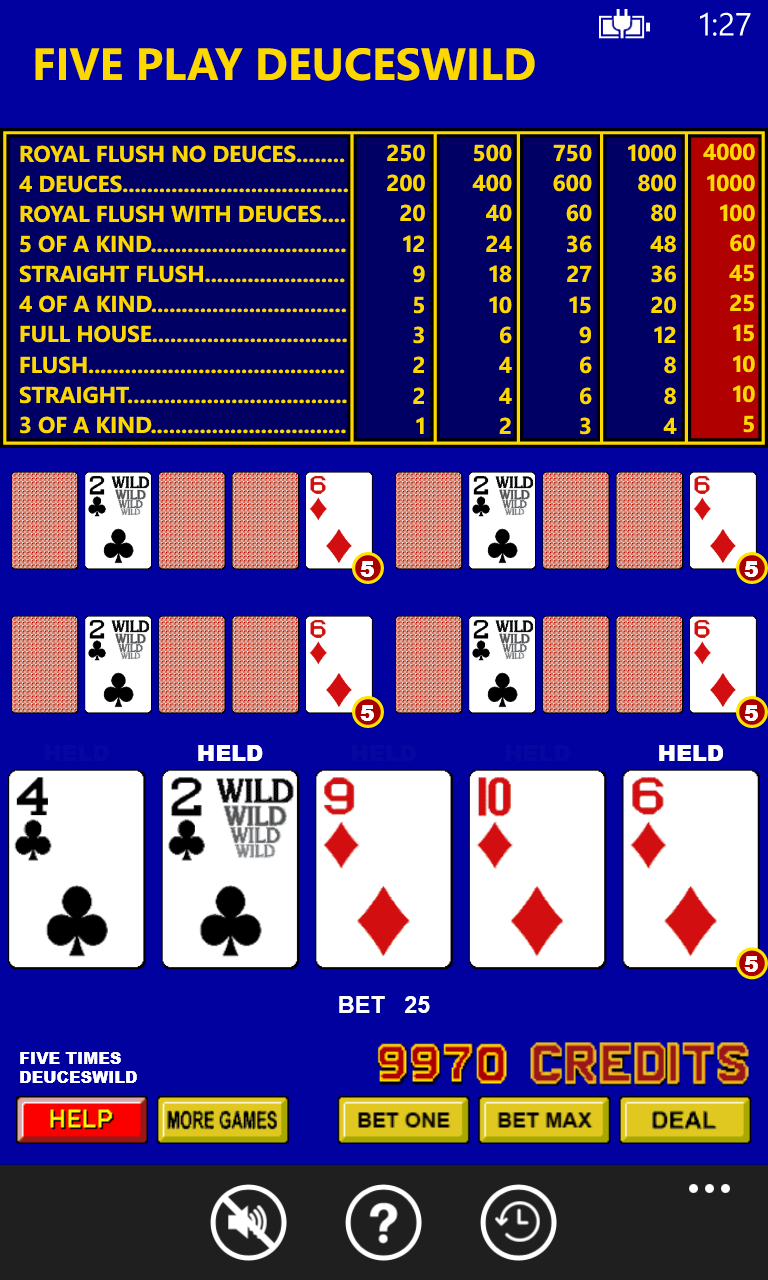 1:27
FIVE PLAY DEUCESWILD
ROYAL FLUSH NO DEUCES........ 250 500 750 1000 4000
4 DEUCES.................................... 200 400 600 800 1000
ROYAL FLUSH WITH DEUCES.... 20 40 60 80 100
5 OF A KIND............................... 12 24 36 48 60
STRAIGHT FLUSH...................... 9 18 27 36 45
4 OF A KIND............................... 5 10 15 20 25
FULL HOUSE............................... 3 6 9 12 15
FLUSH......................................... 2 4 6 8 10
STRAIGHT................................... 2 4 6 8 10
3 OF A KIND............................... 1 2 3 4 5
2 WILD 6 2 WILD 6
WILD WILD
WILD WILD
WILD WILD
5 5
2 WILD 6 2 WILD 6
WILD WILD
WILD WILD
WILD WILD
5 5
HELD HELD HELD HELD HELD
4 2 WILD 9 10 6
WILD
WILD
WILD
5
BET 25
FIVE TIMES
DEUCESWILD
9970 CREDITS
HELP MORE GAMES BET ONE BET MAX DEAL
?